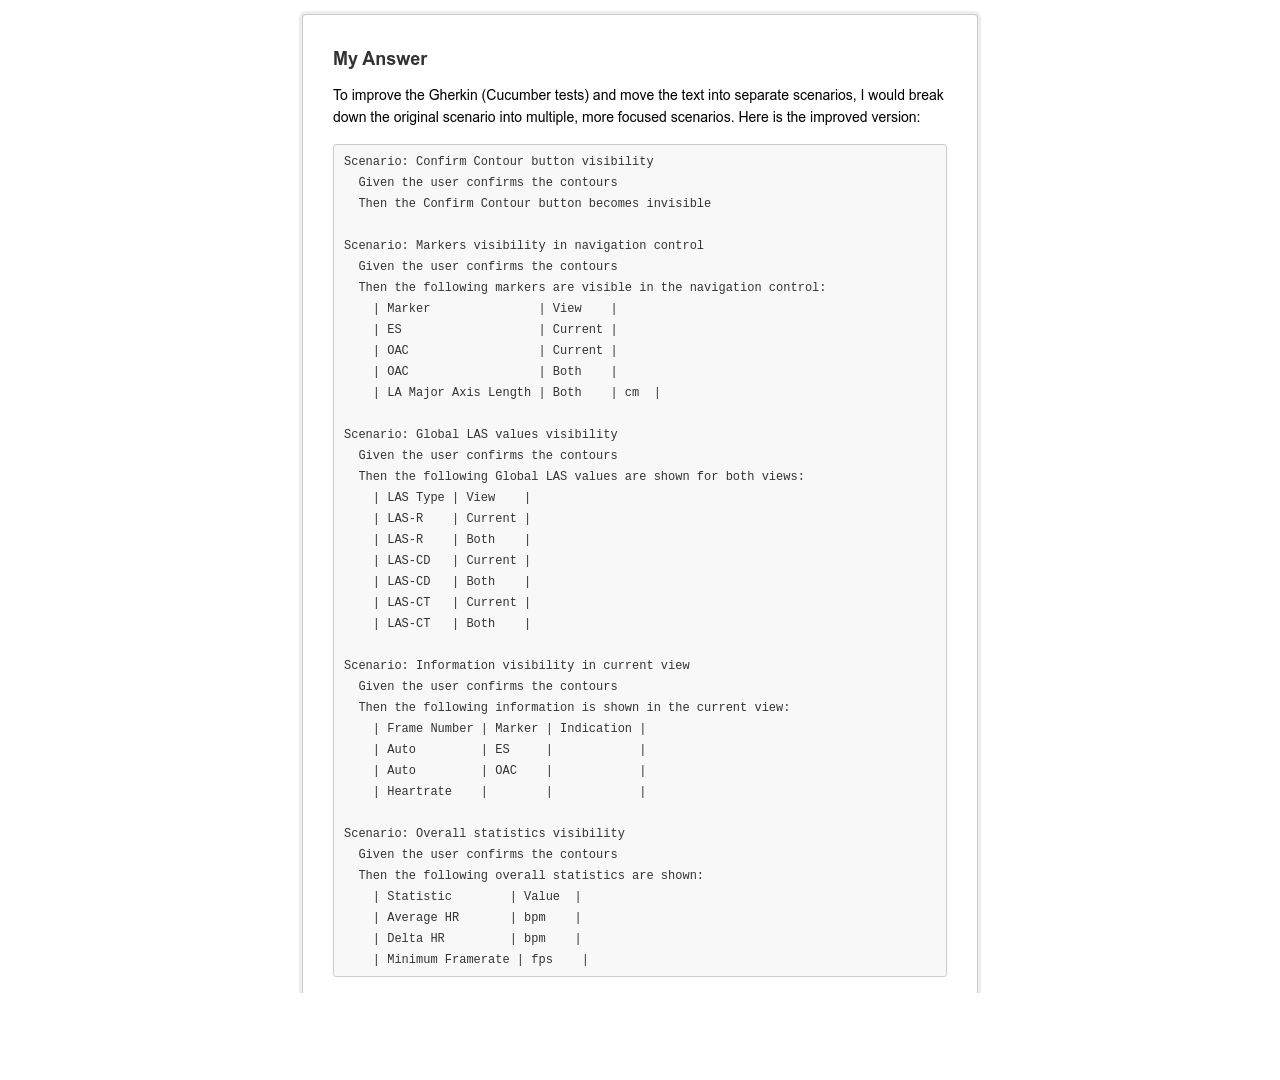 My Answer
To improve the Gherkin (Cucumber tests) and move the text into separate scenarios, I would break
down the original scenario into multiple, more focused scenarios. Here is the improved version:
Scenario: Confirm Contour button visibility
  Given the user confirms the contours
  Then the Confirm Contour button becomes invisible

Scenario: Markers visibility in navigation control
  Given the user confirms the contours
  Then the following markers are visible in the navigation control:
    | Marker               | View    |
    | ES                   | Current |
    | OAC                  | Current |
    | OAC                  | Both    |
    | LA Major Axis Length | Both    | cm  |

Scenario: Global LAS values visibility
  Given the user confirms the contours
  Then the following Global LAS values are shown for both views:
    | LAS Type | View    |
    | LAS-R    | Current |
    | LAS-R    | Both    |
    | LAS-CD   | Current |
    | LAS-CD   | Both    |
    | LAS-CT   | Current |
    | LAS-CT   | Both    |

Scenario: Information visibility in current view
  Given the user confirms the contours
  Then the following information is shown in the current view:
    | Frame Number | Marker | Indication |
    | Auto         | ES     |            |
    | Auto         | OAC    |            |
    | Heartrate    |        |            |

Scenario: Overall statistics visibility
  Given the user confirms the contours
  Then the following overall statistics are shown:
    | Statistic        | Value  |
    | Average HR       | bpm    |
    | Delta HR         | bpm    |
    | Minimum Framerate | fps    |